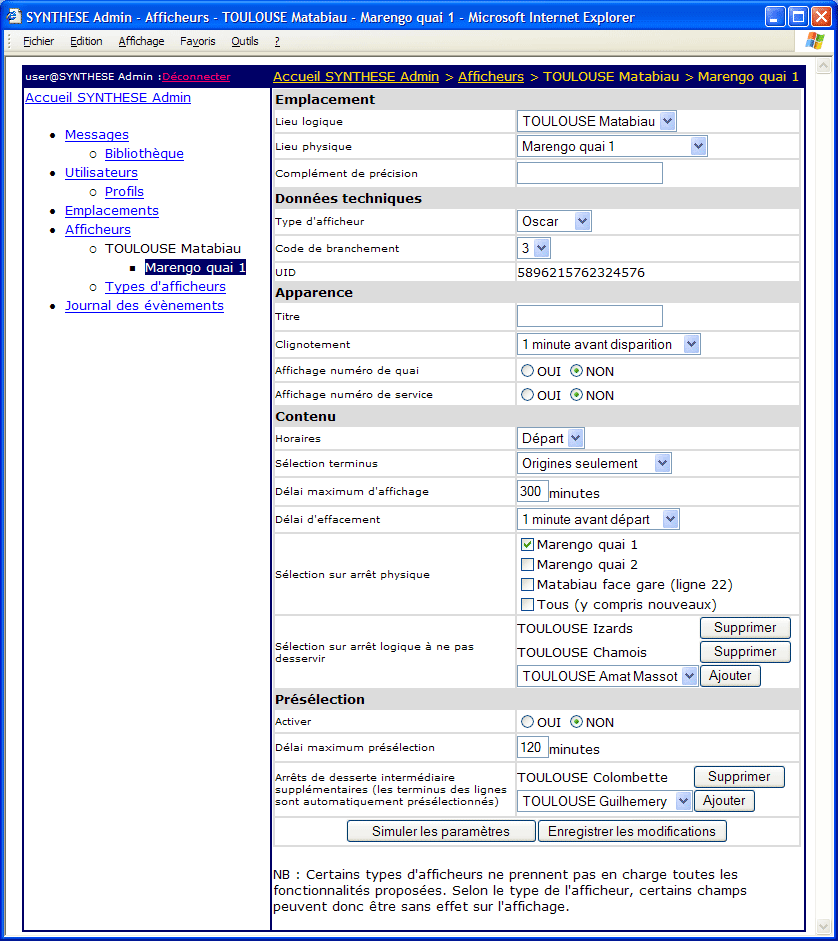 SYNTHESE Admin - Afficheurs - TOULOUSE Matabiau - Marengo quai 1 - Microsoft Internet Explorer
Fichier Edition Affichage Favoris Outils ?
user@SYNTHESE Admin :Déconnecter
Accueil SYNTHESE Admin > Afficheurs > TOULOUSE Matabiau > Marengo quai 1
Accueil SYNTHESE Admin
Messages
Bibliothèque
Utilisateurs
Profils
Emplacements
Afficheurs
TOULOUSE Matabiau
Marengo quai 1
Types d'afficheurs
Journal des évènements
Emplacement
Lieu logique TOULOUSE Matabiau
Lieu physique Marengo quai 1
Complément de précision
Données techniques
Type d'afficheur Oscar
Code de branchement 3
UID 5896215762324576
Apparence
Titre
Clignotement 1 minute avant disparition
Affichage numéro de quai OUI NON
Affichage numéro de service OUI NON
Contenu
Horaires Départ
Sélection terminus Origines seulement
Délai maximum d'affichage 300 minutes
Délai d'effacement 1 minute avant départ
Sélection sur arrêt physique
Marengo quai 1
Marengo quai 2
Matabiau face gare (ligne 22)
Tous (y compris nouveaux)
Sélection sur arrêt logique à ne pas
desservir
TOULOUSE Izards Supprimer
TOULOUSE Chamois Supprimer
TOULOUSE Amat Massot Ajouter
Présélection
Activer OUI NON
Délai maximum présélection 120 minutes
Arrêts de desserte intermédiaire
supplémentaires (les terminus des lignes
sont automatiquement présélectionnés)
TOULOUSE Colombette Supprimer
TOULOUSE Guilhemery Ajouter
Simuler les paramètres Enregistrer les modifications
NB : Certains types d'afficheurs ne prennent pas en charge toutes les
fonctionnalités proposées. Selon le type de l'afficheur, certains champs
peuvent donc être sans effet sur l'affichage.